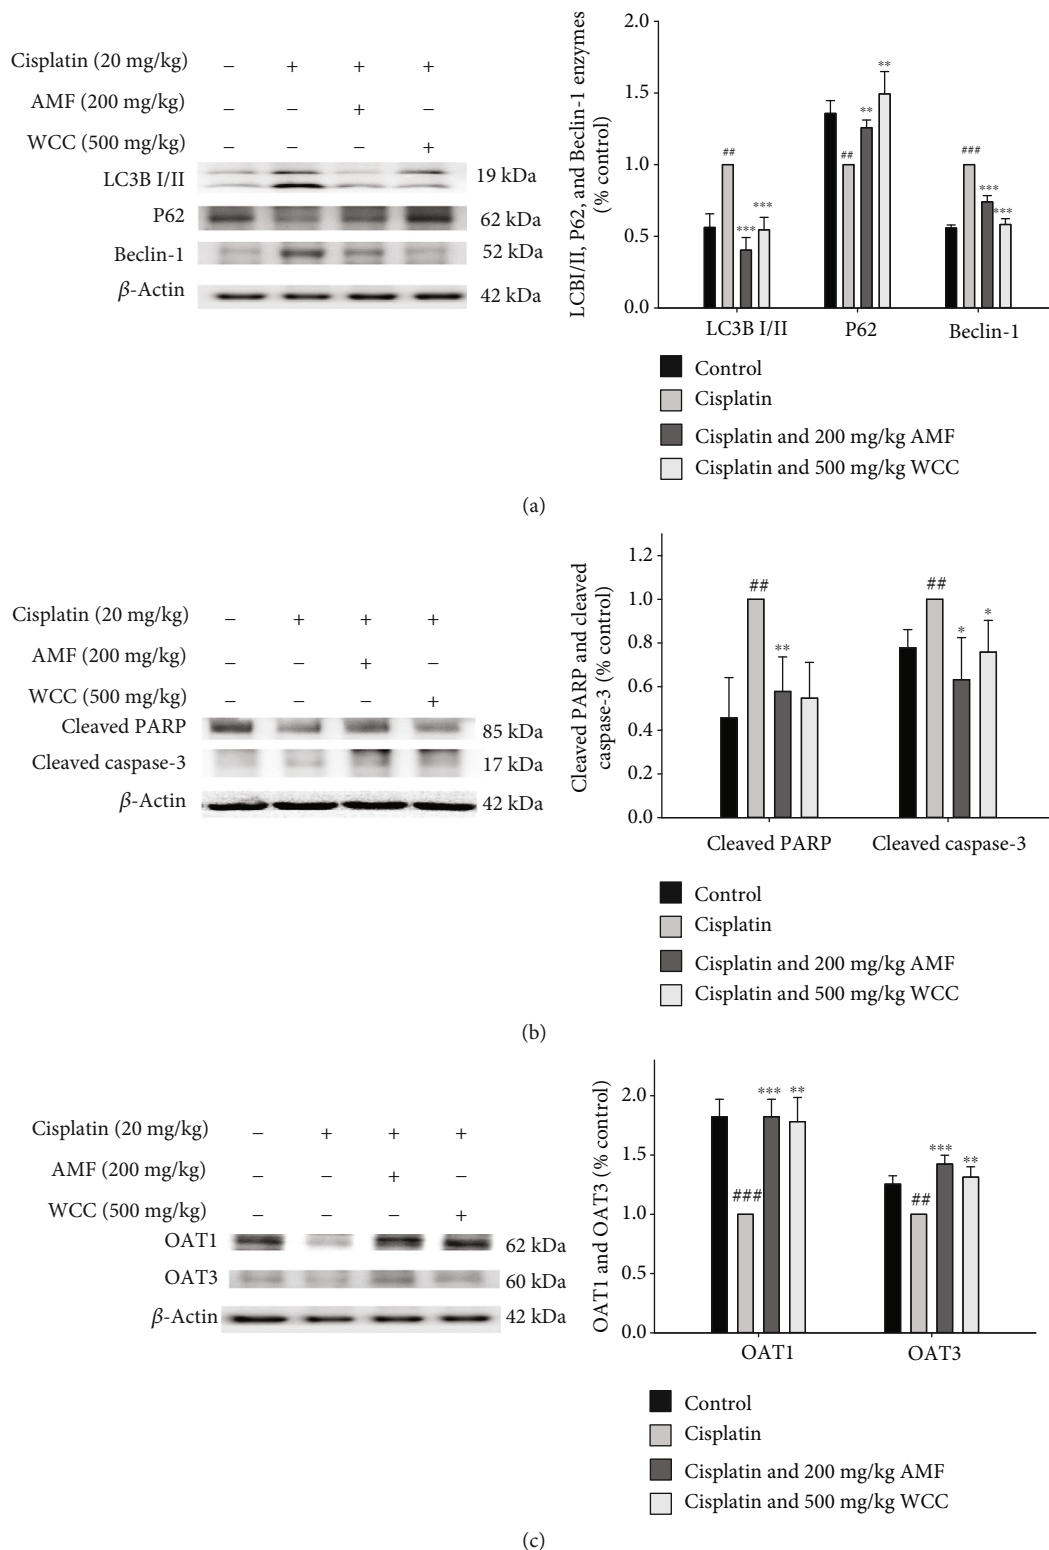 Cisplatin (20 mg/kg) – + + +
AMF (200 mg/kg) – – + –
WCC (500 mg/kg) – – – +
LC3B I/II 19 kDa
P62 62 kDa
Beclin-1 52 kDa
β-Actin 42 kDa
LCBI/II, P62, and Beclin-1 enzymes
(% control)
2.0
1.5
1.0
0.5
0.0
## *** ***
## ** **
### *** ***
LC3B I/II P62 Beclin-1
Control
Cisplatin
Cisplatin and 200 mg/kg AMF
Cisplatin and 500 mg/kg WCC
(a)
Cisplatin (20 mg/kg) – + + +
AMF (200 mg/kg) – – + –
WCC (500 mg/kg) – – – +
Cleaved PARP 85 kDa
Cleaved caspase-3 17 kDa
β-Actin 42 kDa
Cleaved PARP and cleaved
caspase-3 (% control)
1.2
1.0
0.8
0.6
0.4
0.2
0.0
## **
## * *
Cleaved PARP Cleaved caspase-3
Control
Cisplatin
Cisplatin and 200 mg/kg AMF
Cisplatin and 500 mg/kg WCC
(b)
Cisplatin (20 mg/kg) – + + +
AMF (200 mg/kg) – – + –
WCC (500 mg/kg) – – – +
OAT1 62 kDa
OAT3 60 kDa
β-Actin 42 kDa
OAT1 and OAT3 (% control)
2.0
1.5
1.0
0.5
0.0
### *** **
## *** **
OAT1 OAT3
Control
Cisplatin
Cisplatin and 200 mg/kg AMF
Cisplatin and 500 mg/kg WCC
(c)